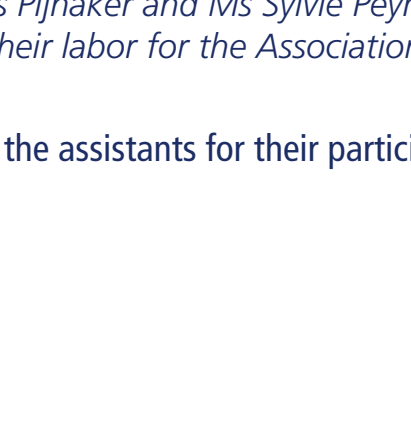 s Pijnaker and Ms Sylvie Peyr
heir labor for the Association
the assistants for their partici